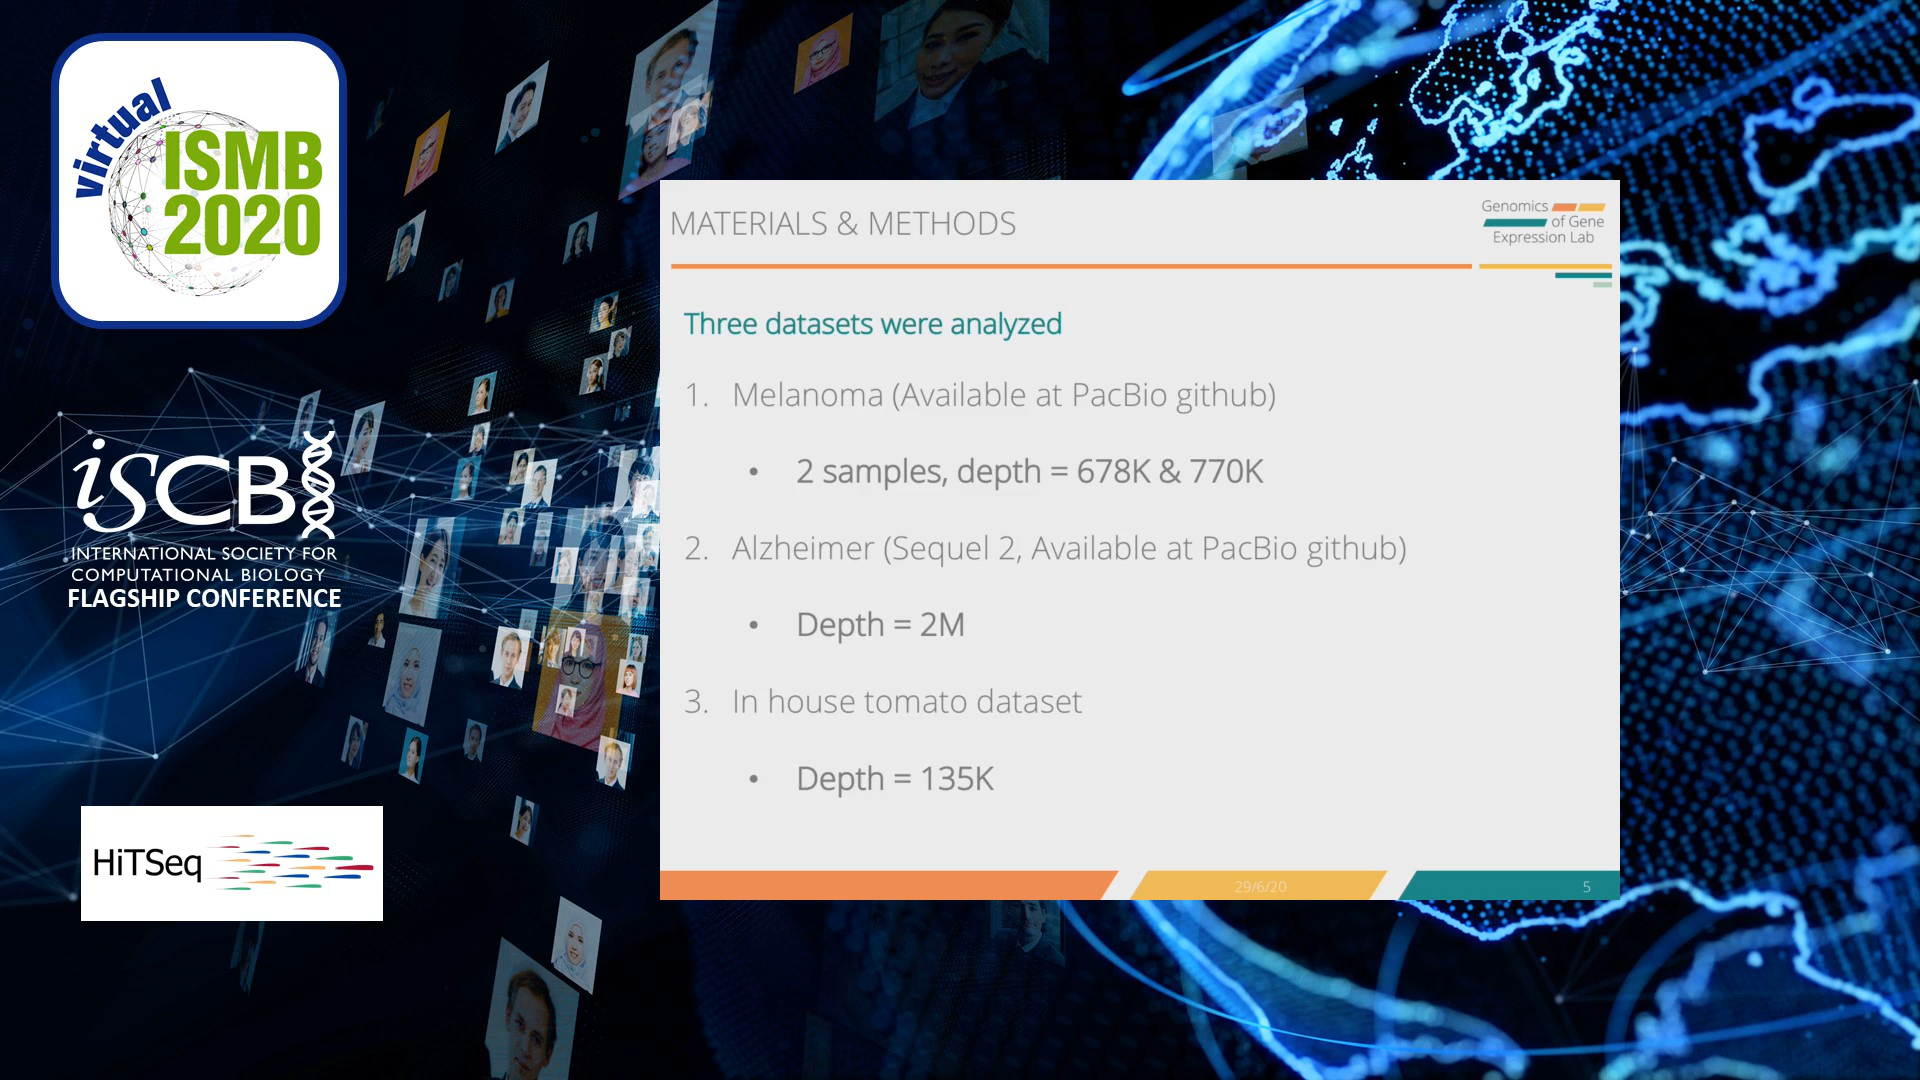 virtual
ISMB
2020
iSCB
INTERNATIONAL SOCIETY FOR
COMPUTATIONAL BIOLOGY
FLAGSHIP CONFERENCE
HiTSeq
MATERIALS & METHODS
Genomics
of Gene
Expression Lab
Three datasets were analyzed
1. Melanoma (Available at PacBio github)
• 2 samples, depth = 678K & 770K
2. Alzheimer (Sequel 2, Available at PacBio github)
• Depth = 2M
3. In house tomato dataset
• Depth = 135K
29/6/20
5